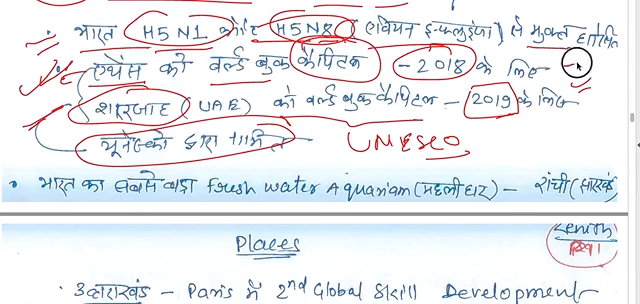 भारत H5N1 और H5N8 (एवियन इन्फ्लुएंजा) से मुक्त घोषित
एथेंस को वर्ल्ड बुक कैपिटल - 2018 के लिए
शारजाह (UAE) को वर्ल्ड बुक कैपिटल - 2019 के लिए
यूनेस्को द्वारा नामित
UNESCO
भारत का सबसे बड़ा fresh water Aquarium (मछलीघर) - रांची (झारखंड
Places
उत्तराखंड - Paris में 2nd Global Skill Development